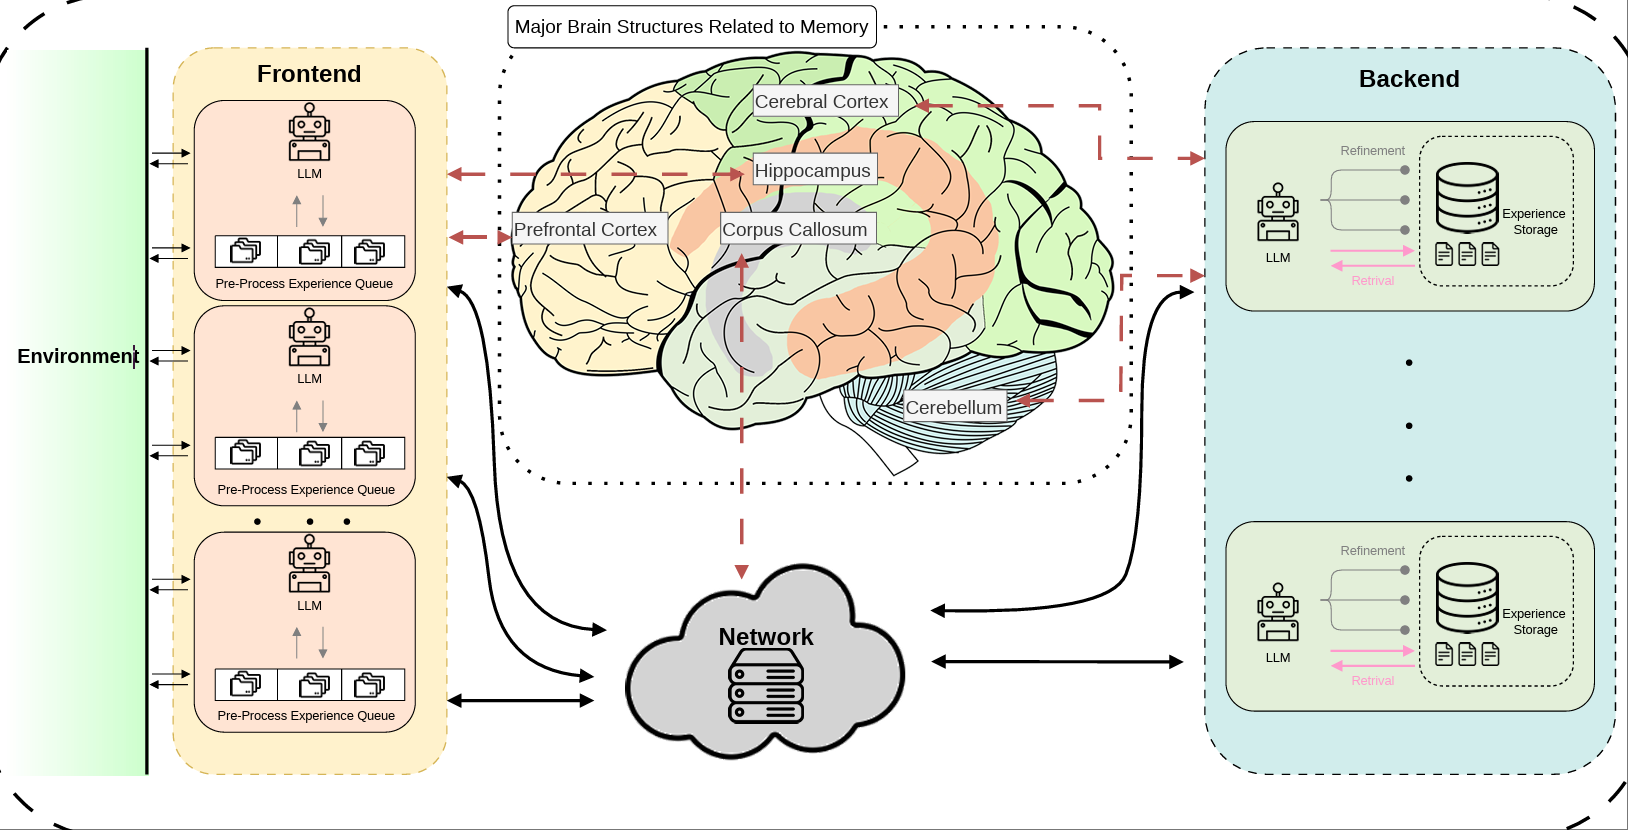 Major Brain Structures Related to Memory
Frontend
Backend
Environment
LLM
Pre-Process Experience Queue
LLM
Pre-Process Experience Queue
LLM
Pre-Process Experience Queue
Cerebral Cortex
Hippocampus
Prefrontal Cortex
Corpus Callosum
Cerebellum
Network
Refinement
LLM
Experience
Storage
Retrival
Refinement
LLM
Experience
Storage
Retrival